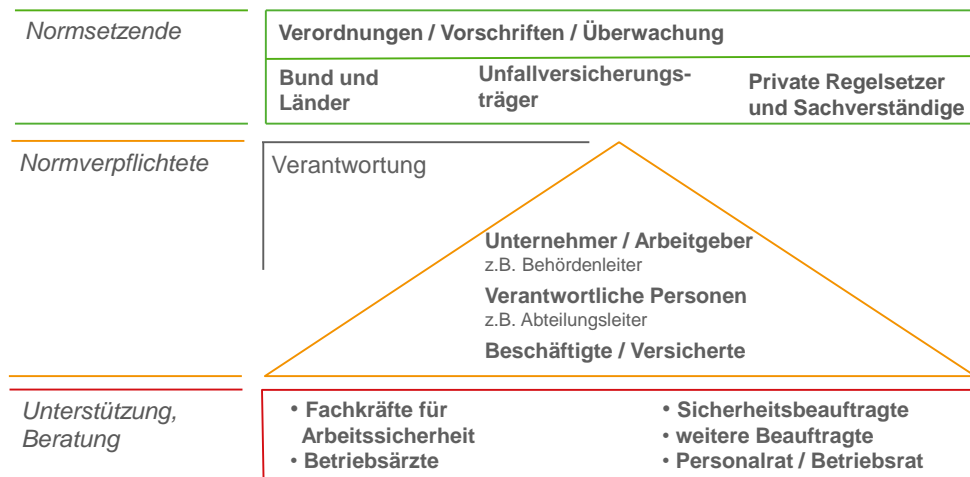 Normsetzende
Verordnungen / Vorschriften / Überwachung
Bund und
Länder
Unfallversicherungs-
träger
Private Regelsetzer
und Sachverständige
Normverpflichtete
Verantwortung
Unternehmer / Arbeitgeber
z.B. Behördenleiter
Verantwortliche Personen
z.B. Abteilungsleiter
Beschäftigte / Versicherte
Unterstützung,
Beratung
• Fachkräfte für
Arbeitssicherheit
• Betriebsärzte
• Sicherheitsbeauftragte
• weitere Beauftragte
• Personalrat / Betriebsrat